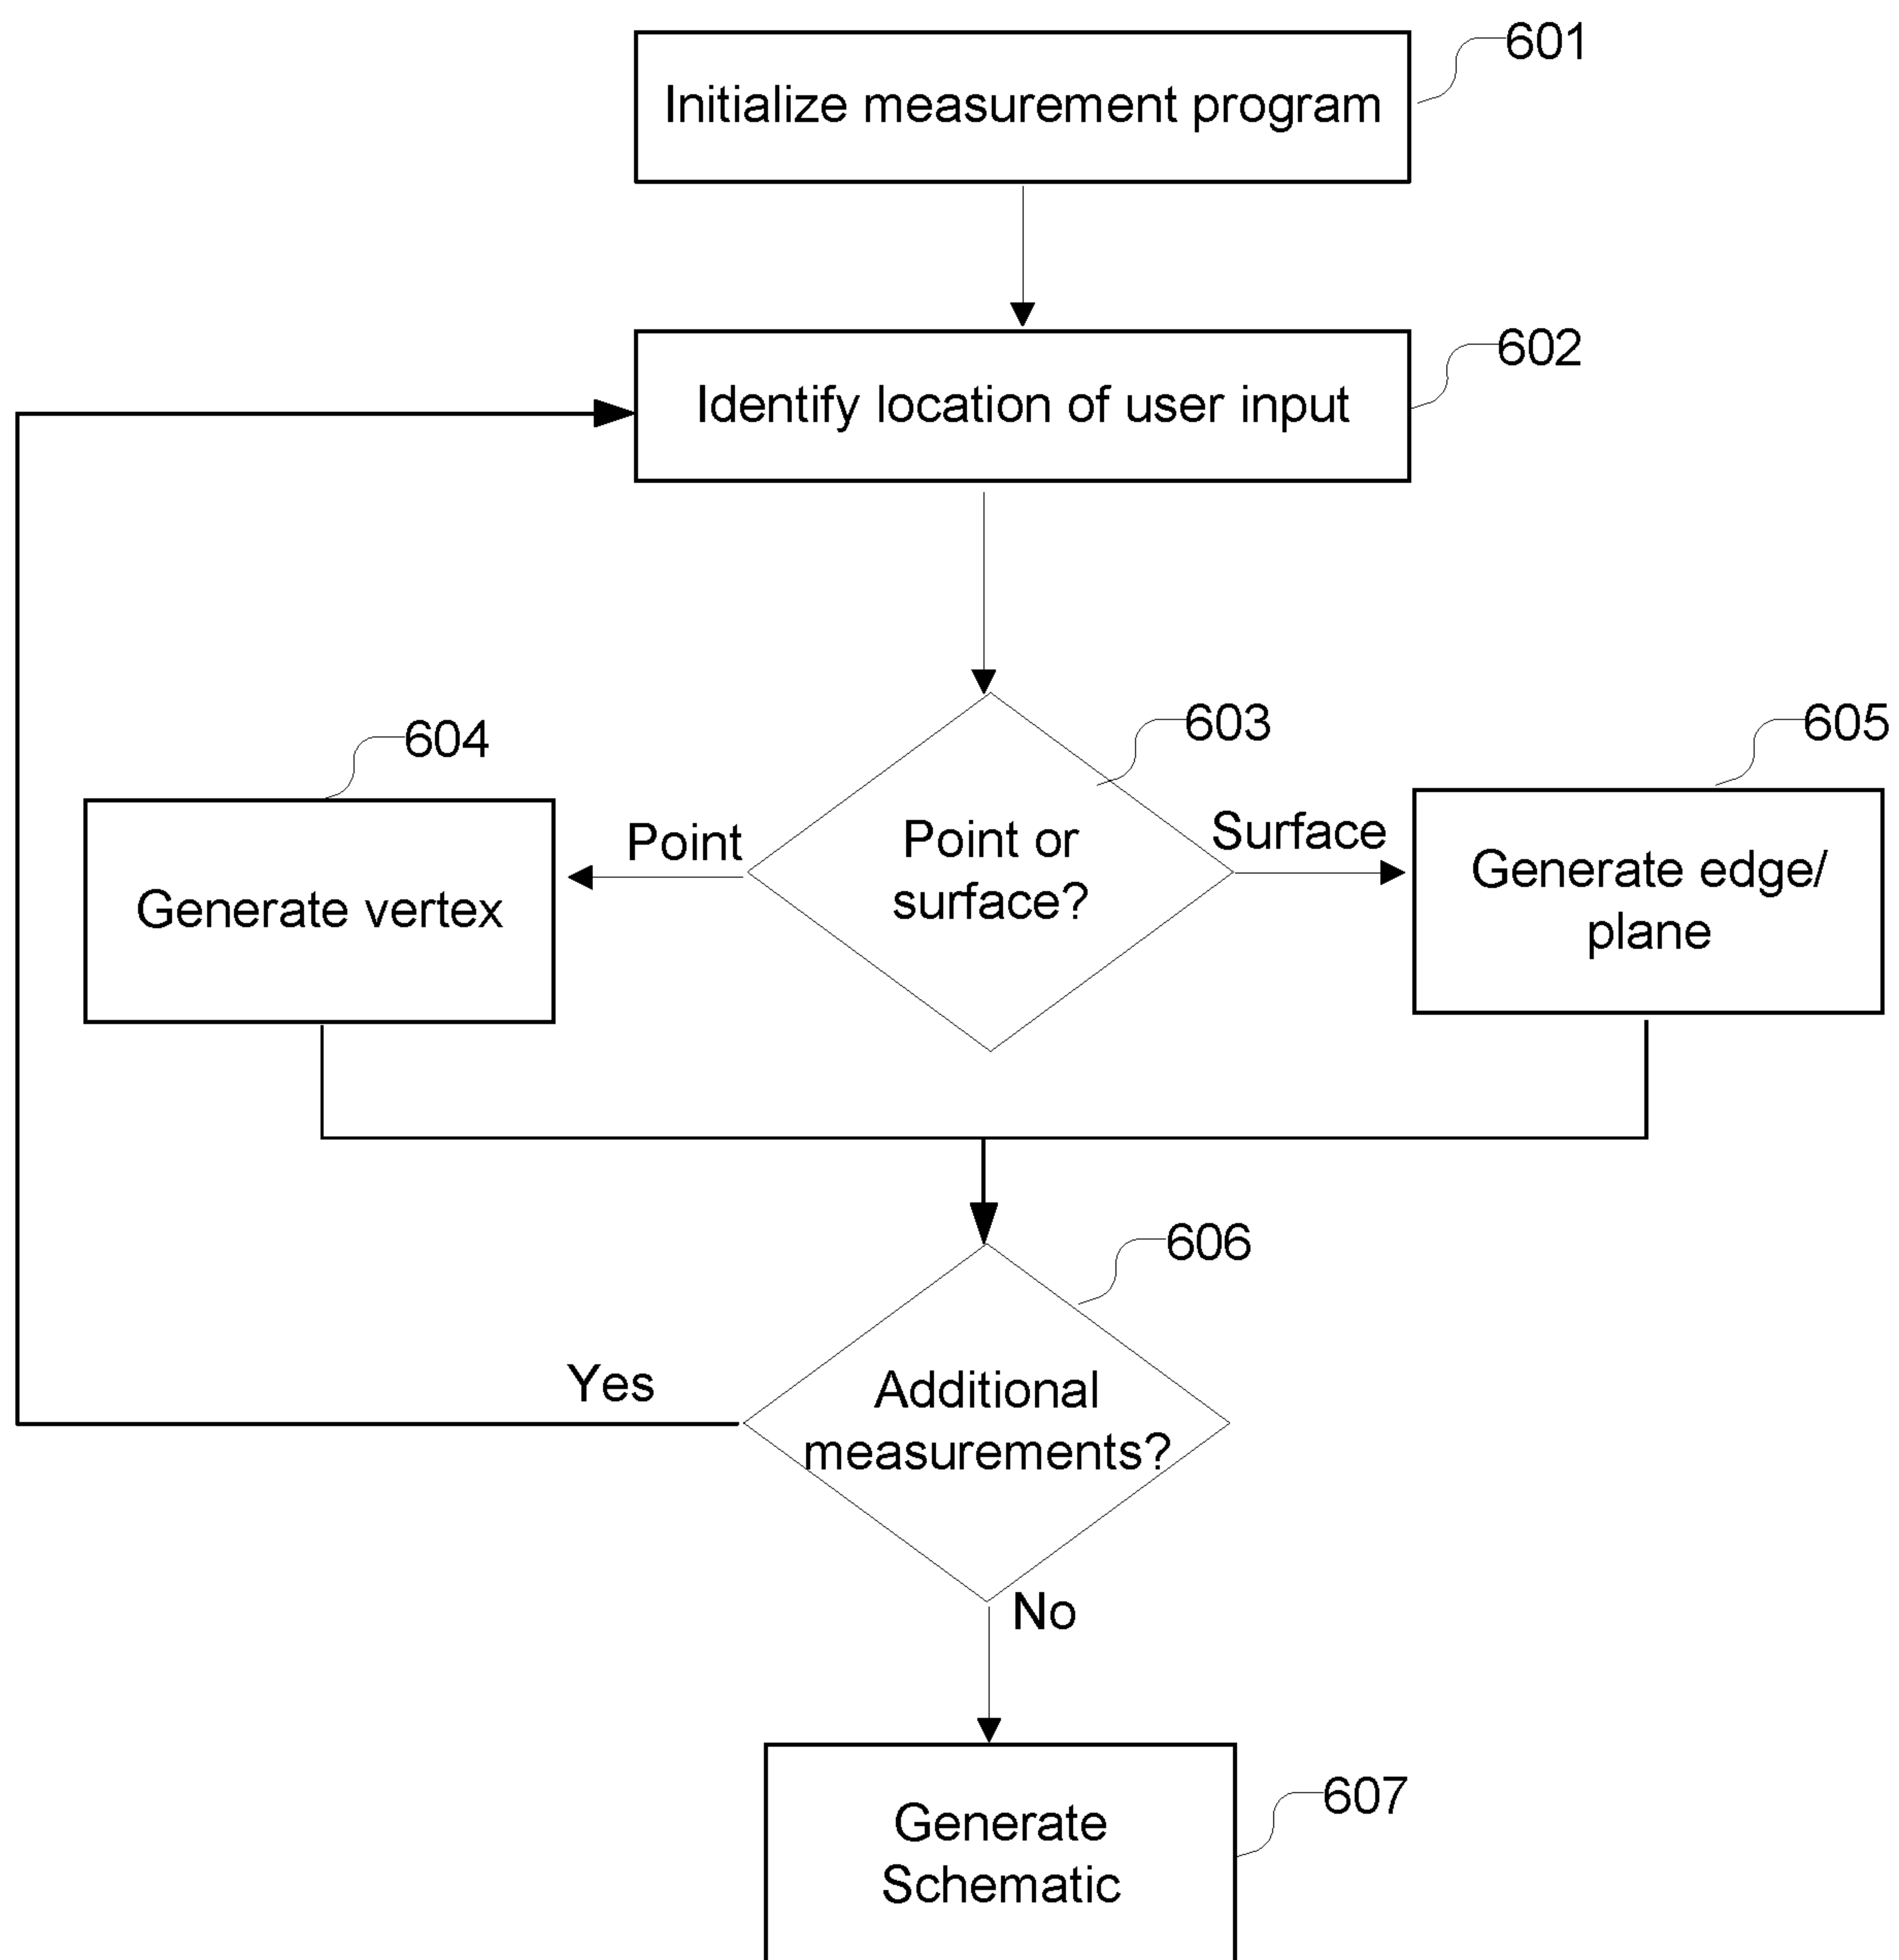 601
Initialize measurement program
602
Identify location of user input
603
604
605
Point
Point or
surface?
Surface
Generate vertex
Generate edge/
plane
606
Yes
Additional
measurements?
No
607
Generate
Schematic